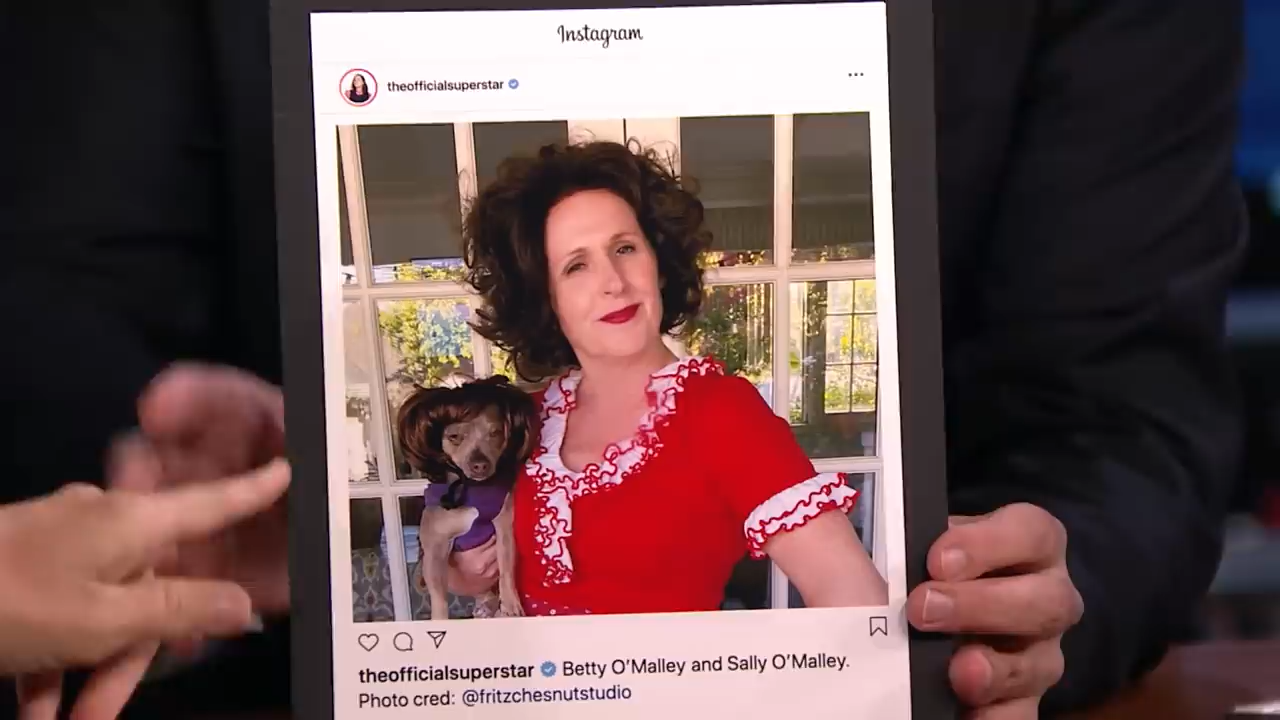 Instagram
theofficialsuperstar
theofficialsuperstar Betty O’Malley and Sally O’Malley.
Photo cred: @fritzchesnutstudio